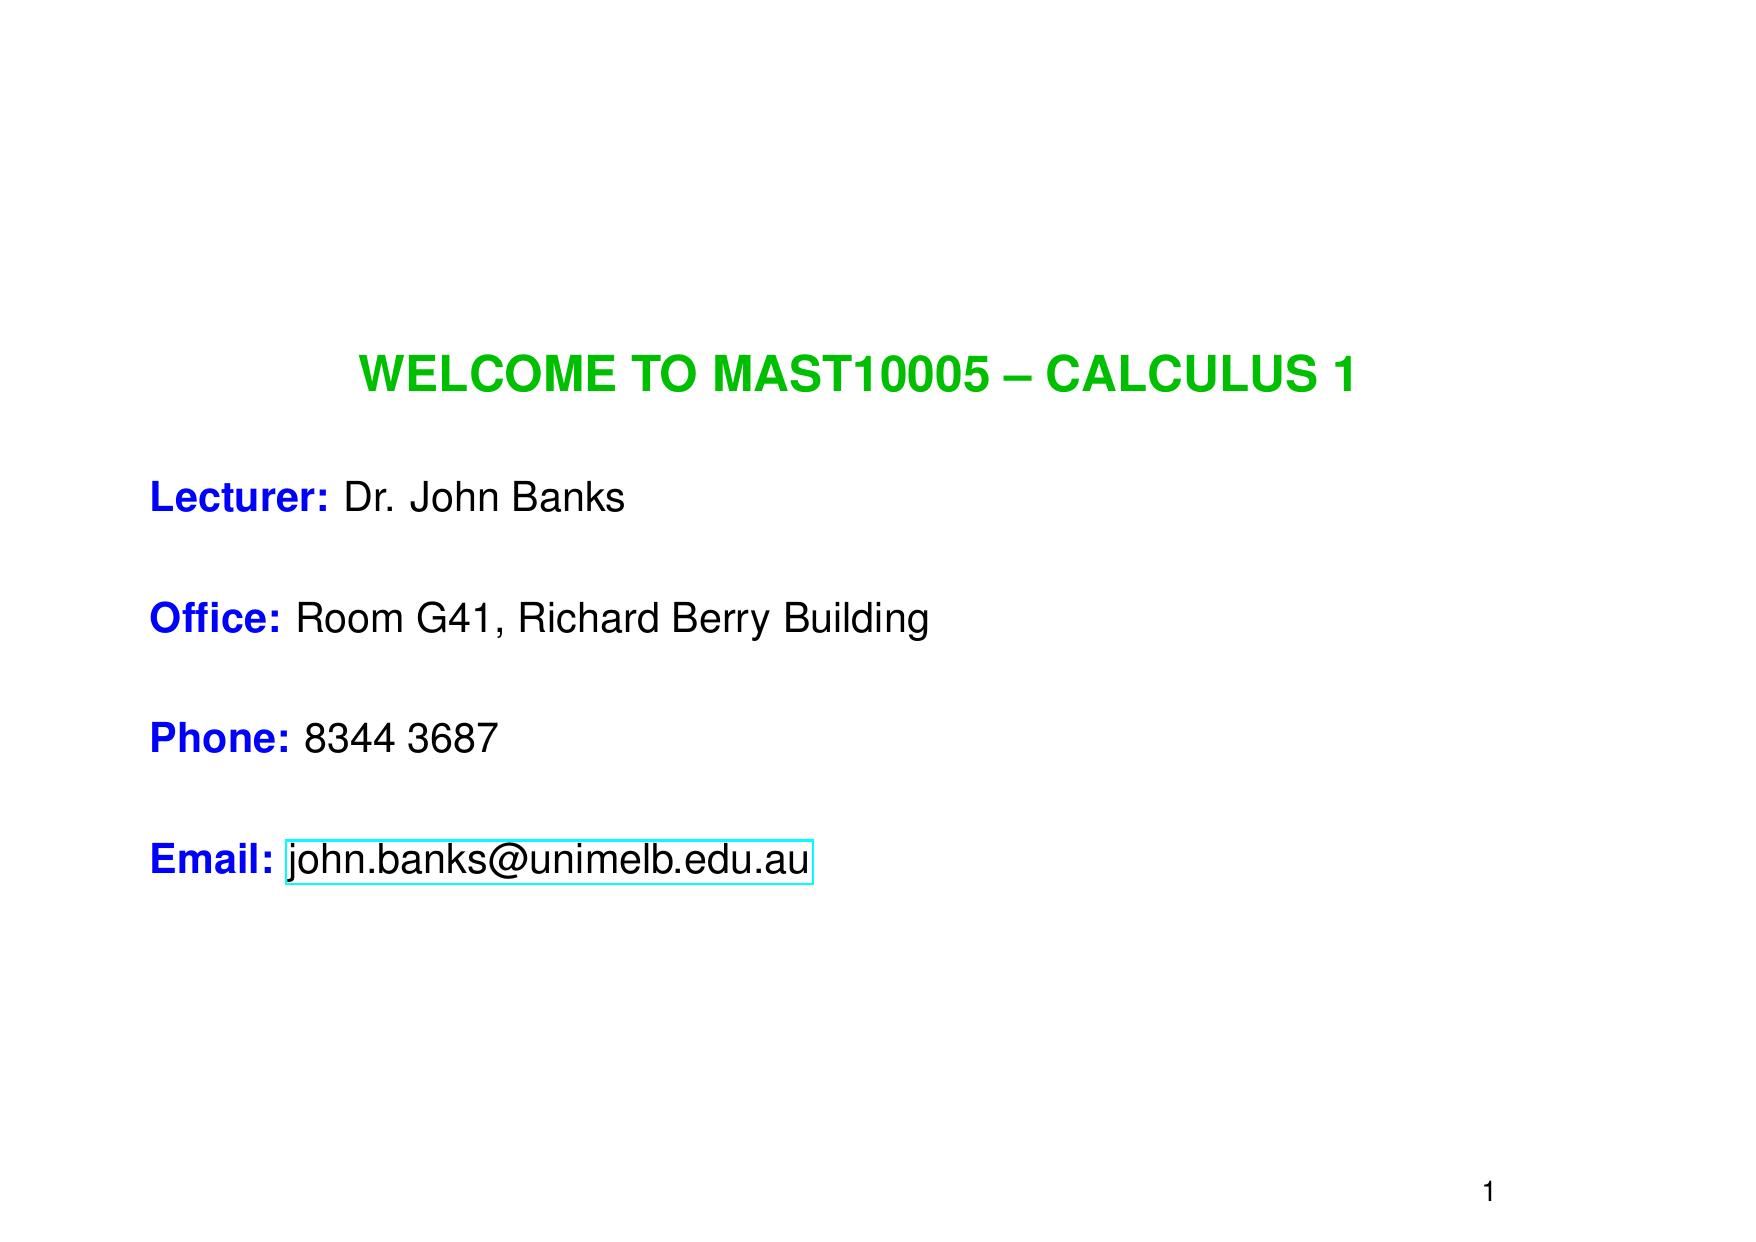 WELCOME TO MAST10005 – CALCULUS 1
Lecturer: Dr. John Banks
Office: Room G41, Richard Berry Building
Phone: 8344 3687
Email: john.banks@unimelb.edu.au
1